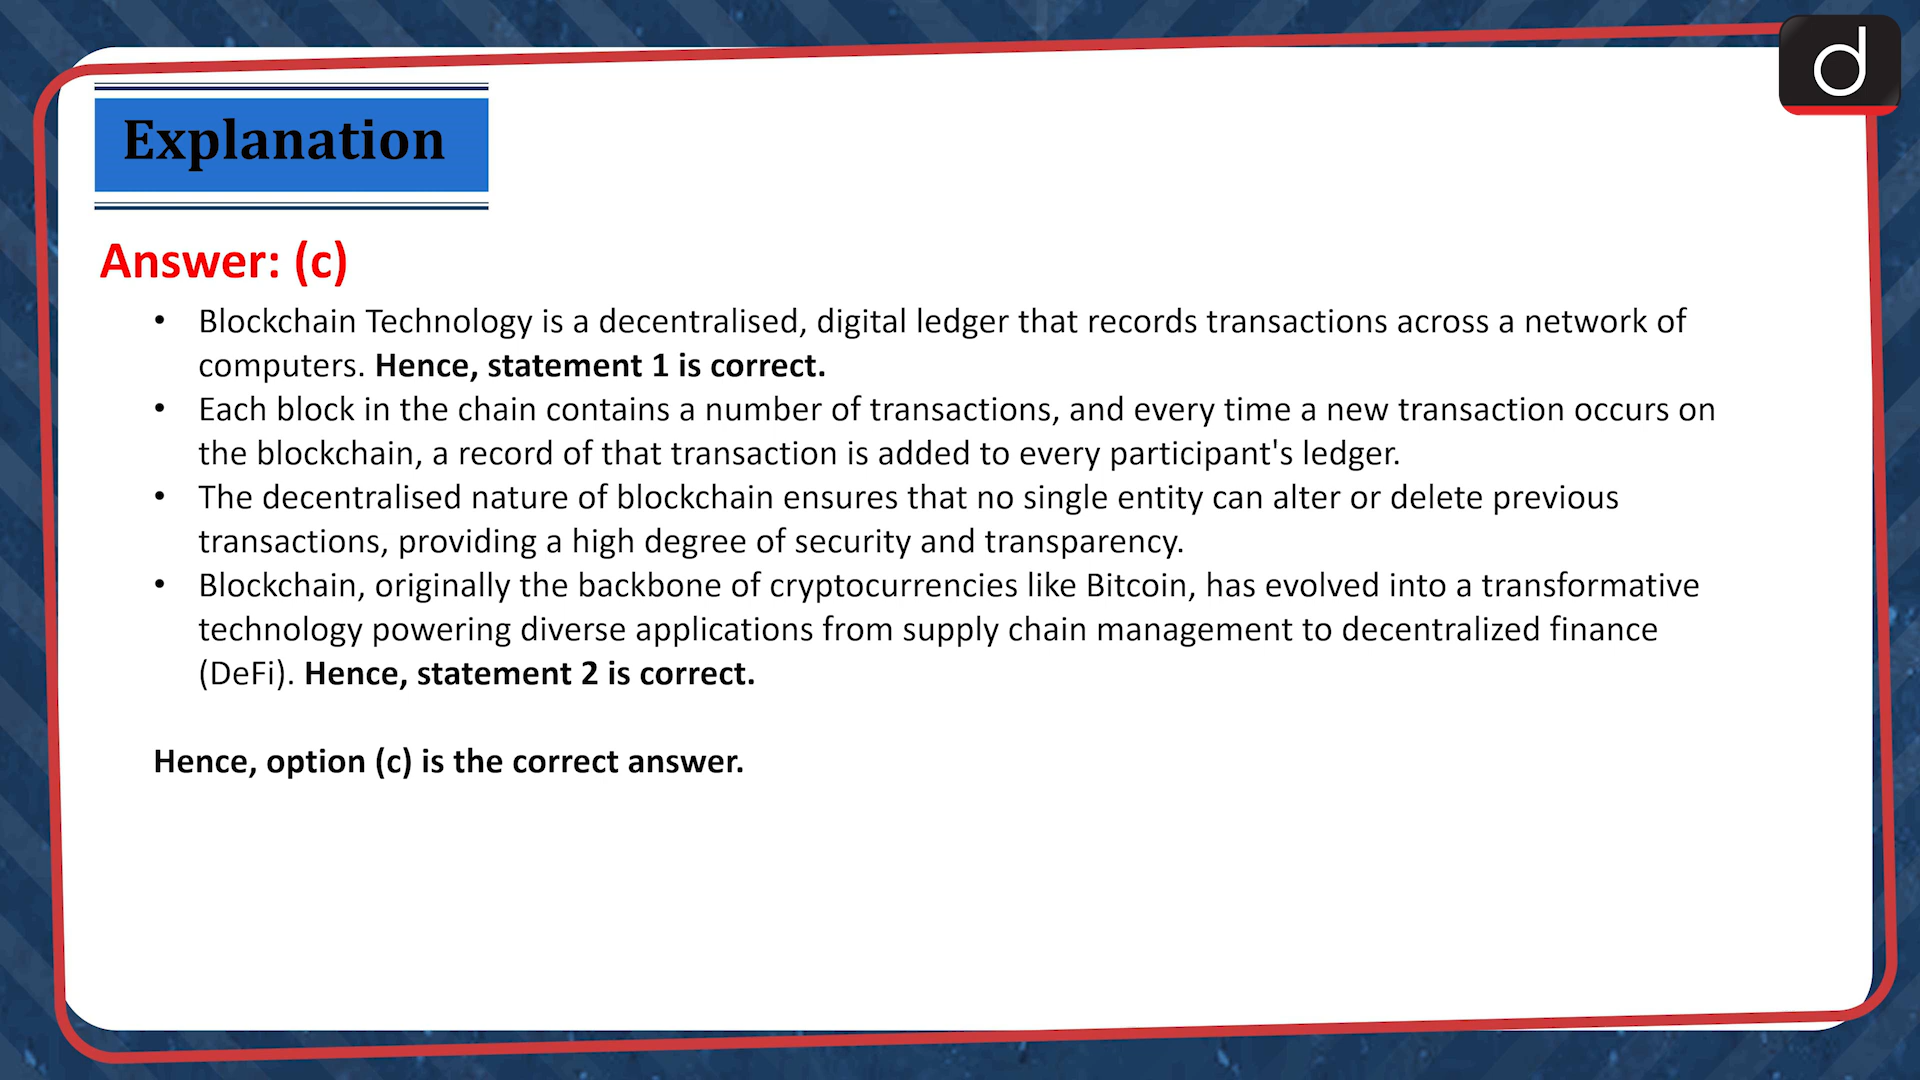 d
Explanation
Answer: (c)
• Blockchain Technology is a decentralised, digital ledger that records transactions across a network of
computers. Hence, statement 1 is correct.
• Each block in the chain contains a number of transactions, and every time a new transaction occurs on
the blockchain, a record of that transaction is added to every participant's ledger.
• The decentralised nature of blockchain ensures that no single entity can alter or delete previous
transactions, providing a high degree of security and transparency.
• Blockchain, originally the backbone of cryptocurrencies like Bitcoin, has evolved into a transformative
technology powering diverse applications from supply chain management to decentralized finance
(DeFi). Hence, statement 2 is correct.
Hence, option (c) is the correct answer.